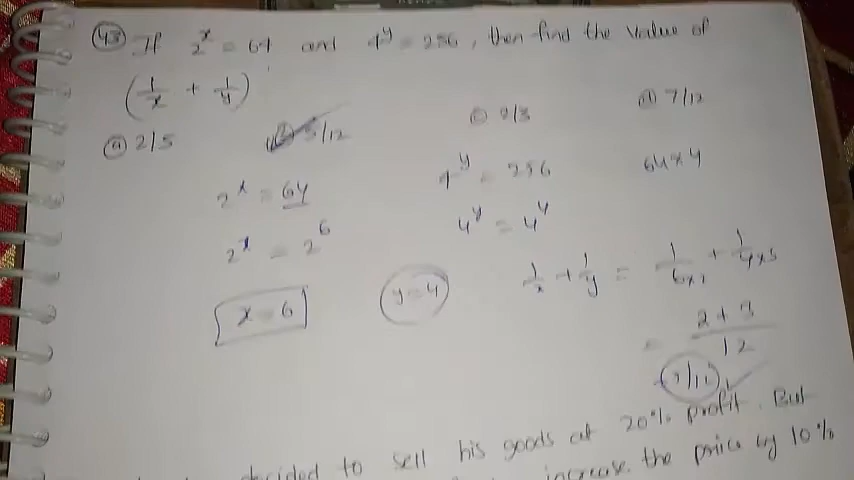 43 If 2^x = 64 and 4^y = 256, then find the value of
(1/x + 1/y)
(a) 2/5 (b) 5/12 (c) 9/3 (d) 7/12
2^x = 64 4^y = 256 64×4
2^x = 2^6 4^y = 4^4
x = 6 y = 4 1/x + 1/y = 1/6×2 + 1/4×3
= 2 + 3 / 12
5/12
decided to sell his goods at 20% profit. But
increase the price by 10%